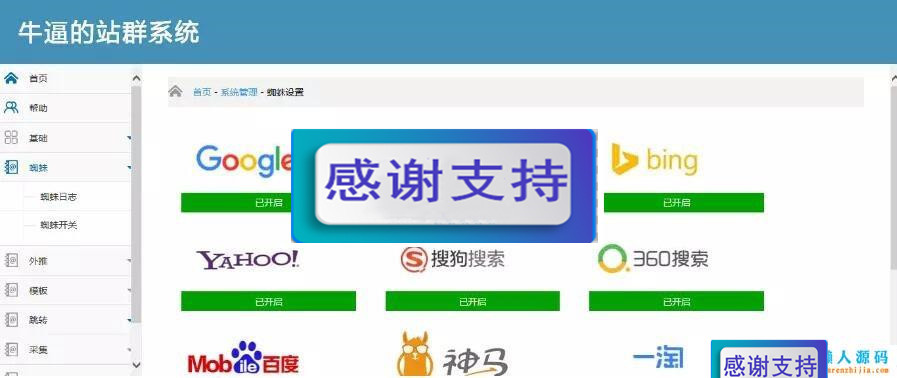 牛逼的站群系统
首页
帮助
基础
蜘蛛
蜘蛛日志
蜘蛛开关
外推
模板
跳转
采集
首页 - 系统管理 - 蜘蛛设置
Google
bing
感谢支持
已开启
已开启
YAHOO!
搜狗搜索
360搜索
已开启
已开启
已开启
Mobile百度
神马
一淘
感谢支持
人源码
renzhijia.com